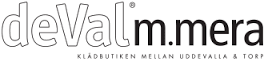 deVal® m.mera
KLÄDBUTIKEN MELLAN UDDEVALLA & TORP